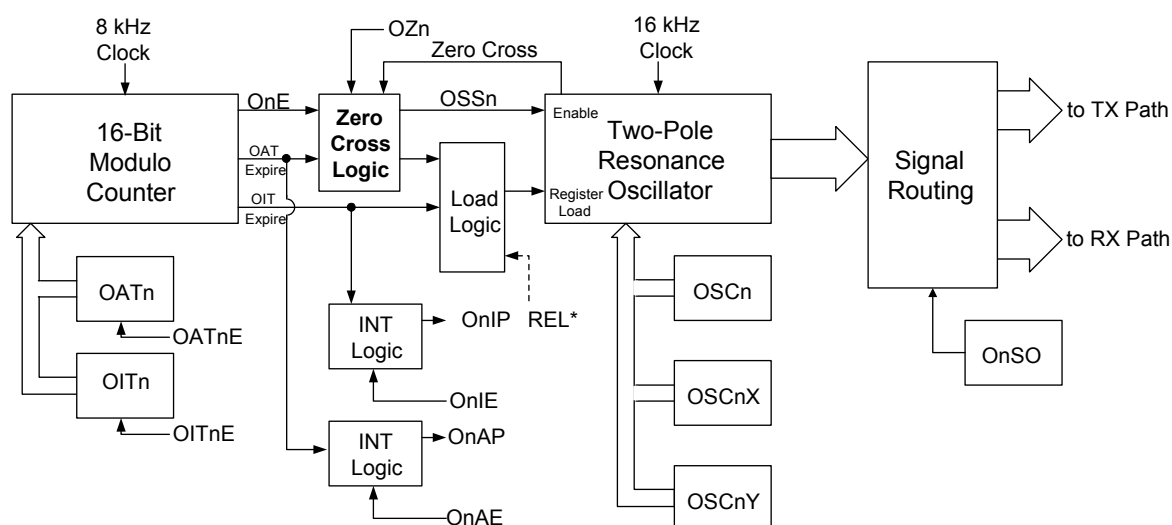 8 kHz
Clock
OZn
Zero Cross
16 kHz
Clock
OnE
OSSn
16-Bit
Modulo
Counter
OAT
Expire
OIT
Expire
Zero
Cross
Logic
Load
Logic
Enable
Two-Pole
Resonance
Oscillator
Register
Load
Signal
Routing
to TX Path
to RX Path
OATn
OATnE
OITn
OITnE
INT
Logic
OnIP
REL*
OnIE
INT
Logic
OnAP
OnAE
OSCn
OSCnX
OSCnY
OnSO